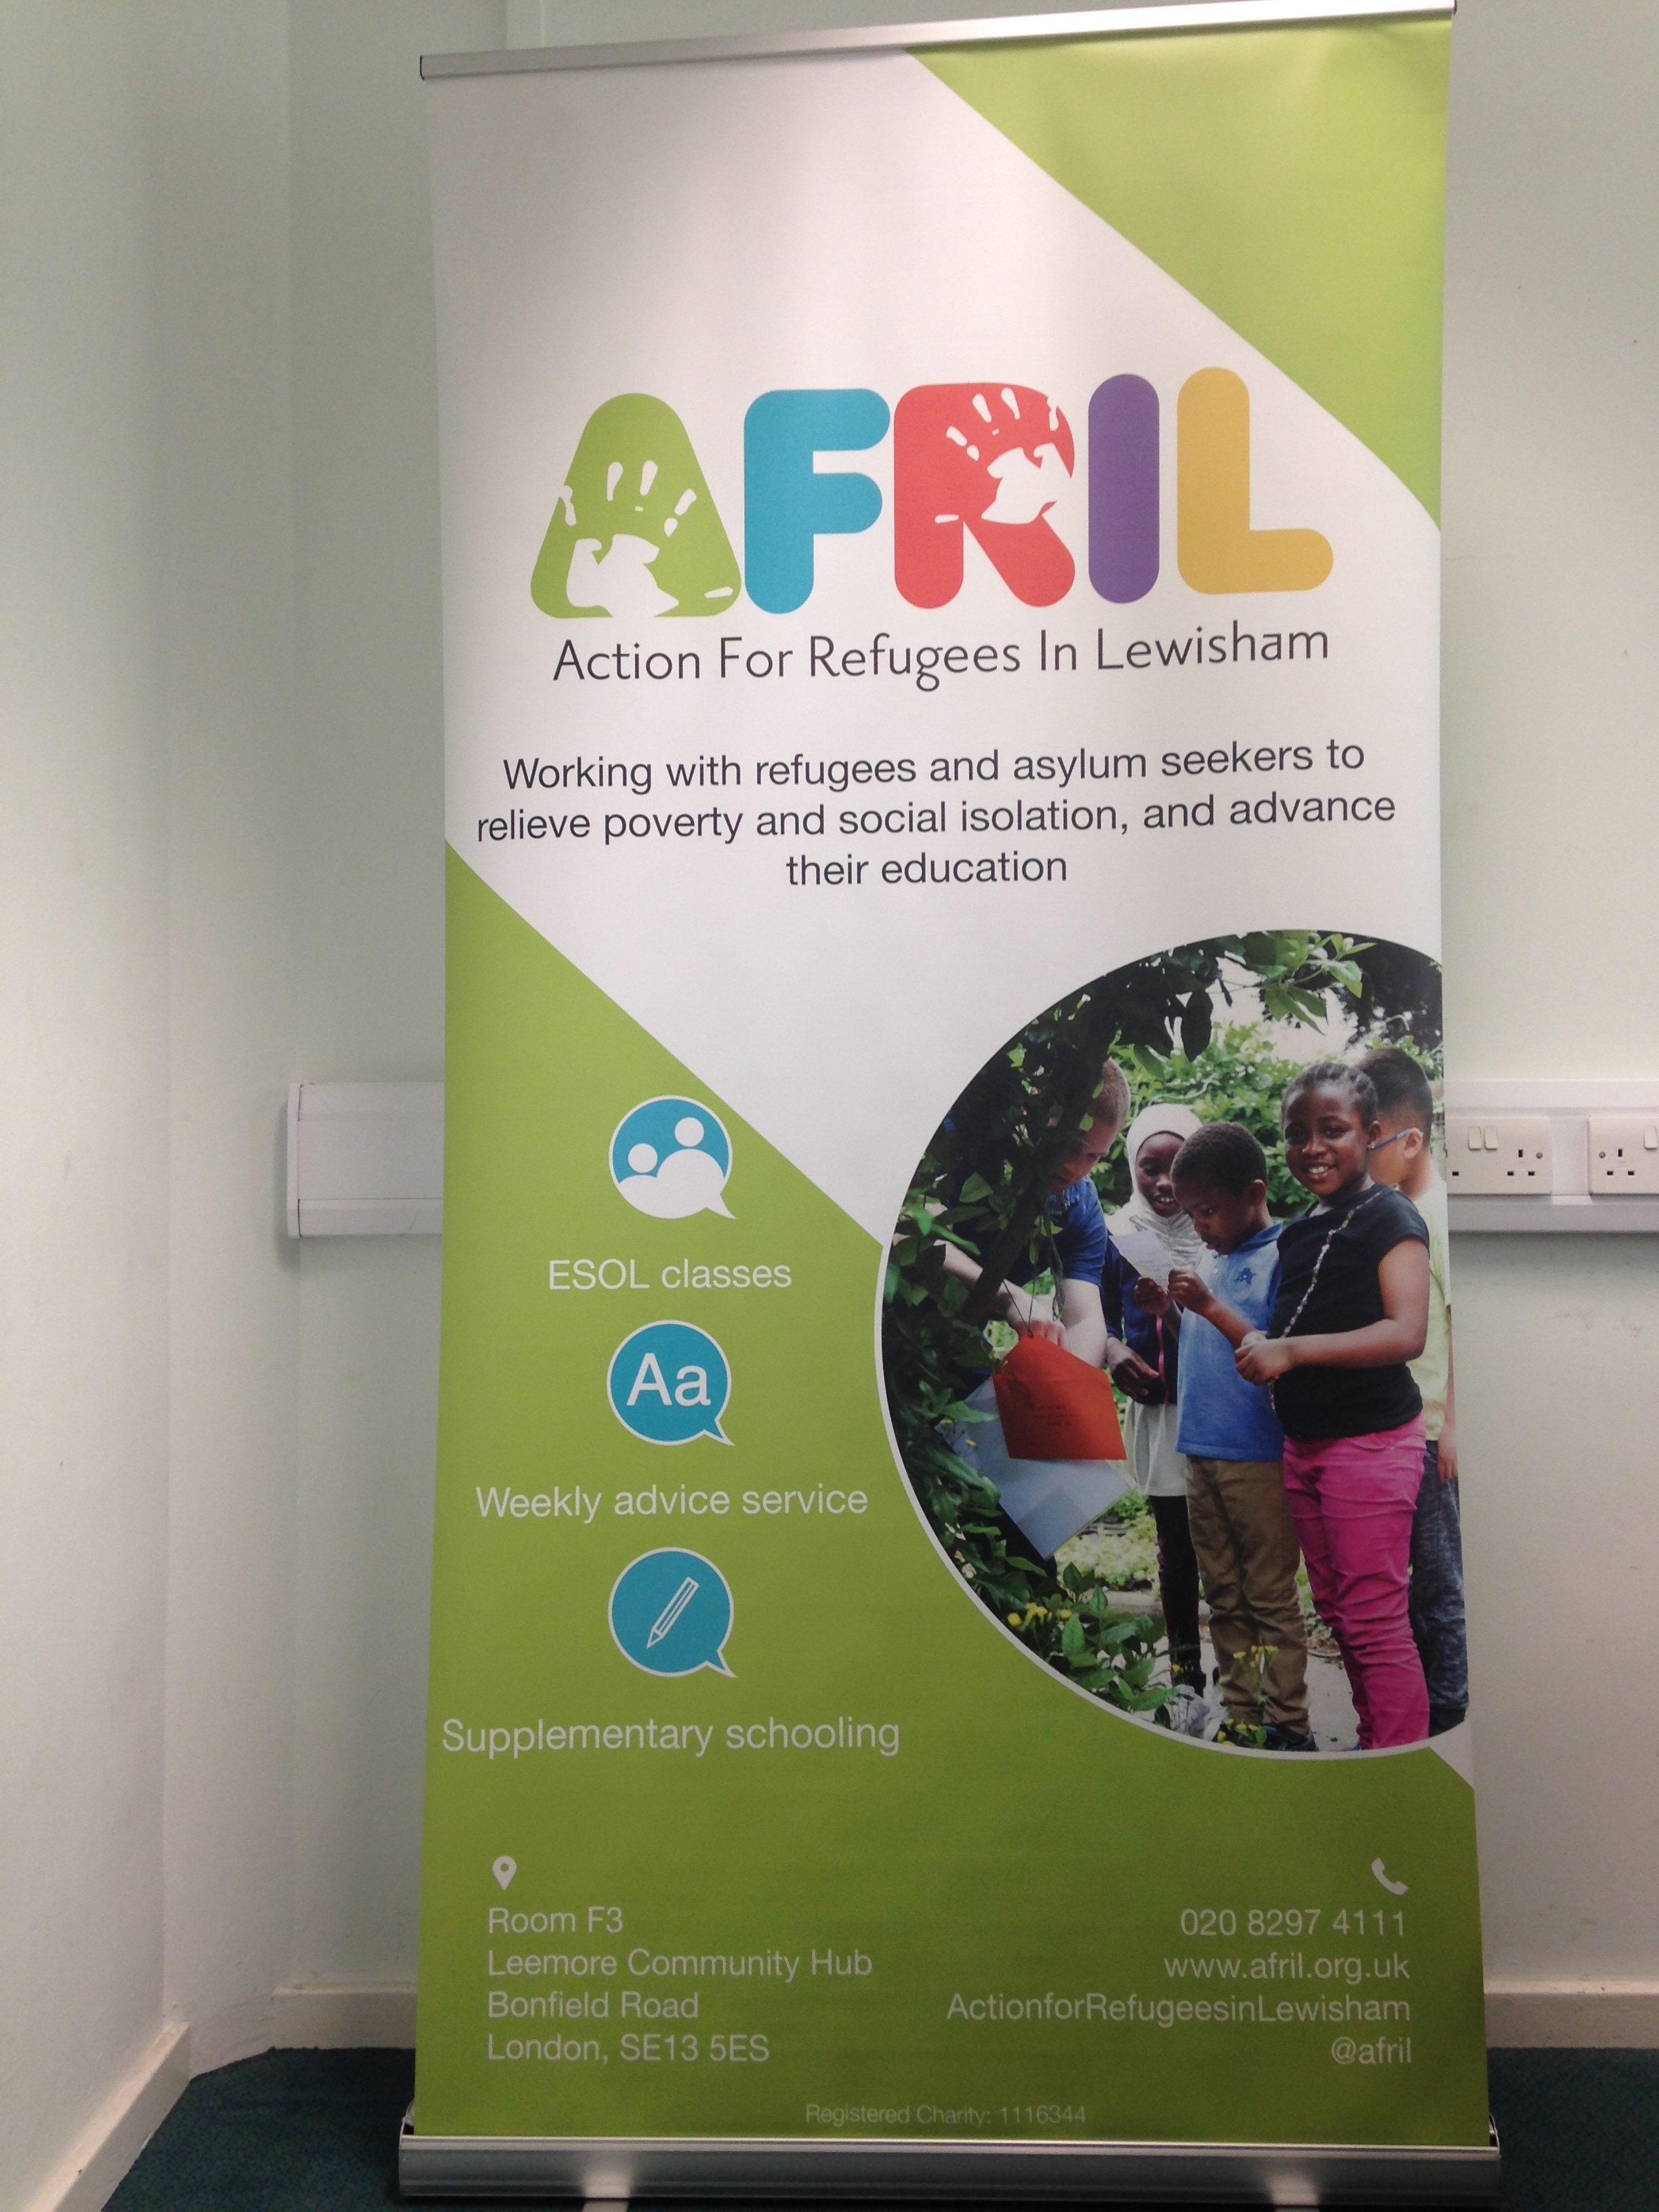 AFRIL
Action For Refugees In Lewisham
Working with refugees and asylum seekers to
relieve poverty and social isolation, and advance
their education
ESOL classes
Aa
Weekly advice service
Supplementary schooling
Room F3
Leemore Community Hub
Bonfield Road
London, SE13 5ES
020 8297 4111
www.afril.org.uk
ActionforRefugeesinLewisham
@afril
Registered Charity: 1116344